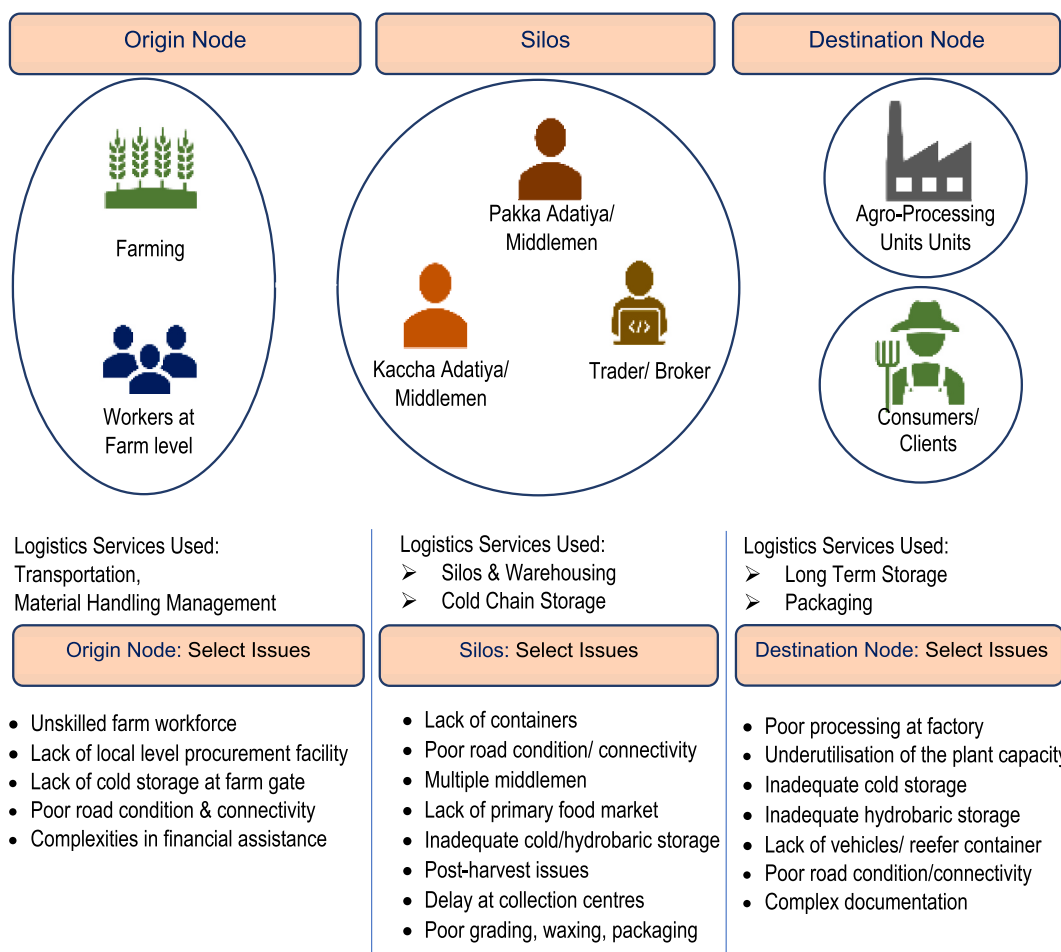 Origin Node
Silos
Destination Node
Farming
Workers at
Farm level
Pakka Adatiya/
Middlemen
Kaccha Adatiya/
Middlemen
Trader/ Broker
</>
Agro-Processing
Units Units
Consumers/
Clients
Logistics Services Used:
Transportation,
Material Handling Management
Origin Node: Select Issues
• Unskilled farm workforce
• Lack of local level procurement facility
• Lack of cold storage at farm gate
• Poor road condition & connectivity
• Complexities in financial assistance
Logistics Services Used:
➢ Silos & Warehousing
➢ Cold Chain Storage
Silos: Select Issues
• Lack of containers
• Poor road condition/ connectivity
• Multiple middlemen
• Lack of primary food market
• Inadequate cold/hydrobaric storage
• Post-harvest issues
• Delay at collection centres
• Poor grading, waxing, packaging
Logistics Services Used:
➢ Long Term Storage
➢ Packaging
Destination Node: Select Issues
• Poor processing at factory
• Underutilisation of the plant capacity
• Inadequate cold storage
• Inadequate hydrobaric storage
• Lack of vehicles/ reefer container
• Poor road condition/connectivity
• Complex documentation